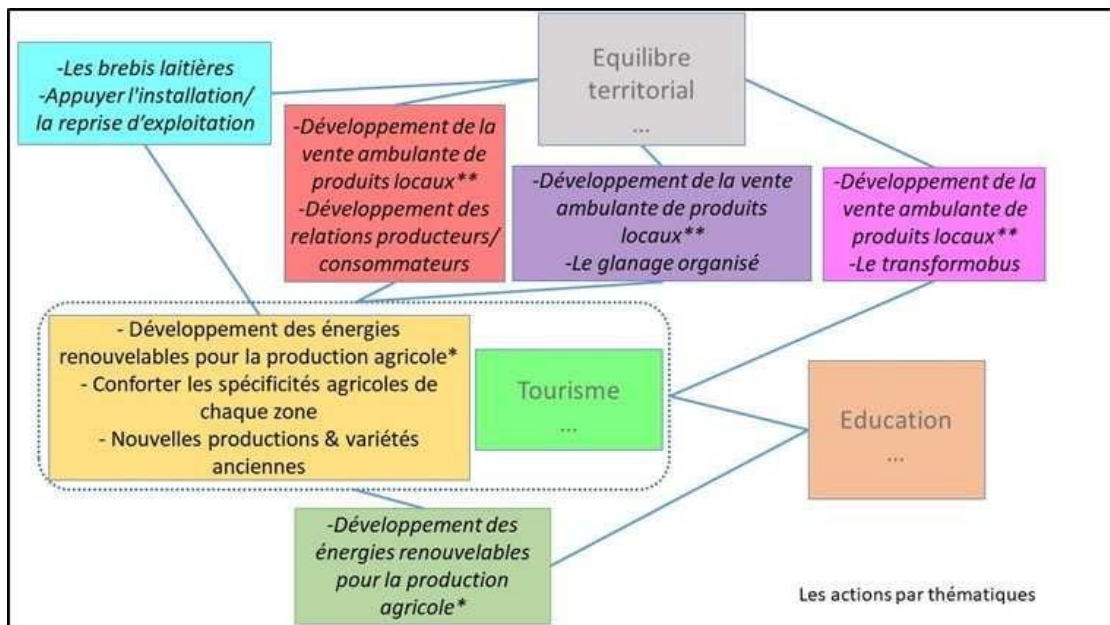 -Les brebis laitières
-Appuyer l'installation/
la reprise d'exploitation
Equilibre
territorial
...
-Développement de la
vente ambulante de
produits locaux**
-Développement des
relations producteurs/
consommateurs
-Développement de la vente
ambulante de produits
locaux**
-Le glanage organisé
-Développement de la
vente ambulante de
produits locaux**
-Le transformobus
- Développement des énergies
renouvelables pour la production agricole*
- Conforter les spécificités agricoles de
chaque zone
- Nouvelles productions & variétés
anciennes
Tourisme
...
Education
...
-Développement des
énergies renouvelables
pour la production
agricole*
Les actions par thématiques